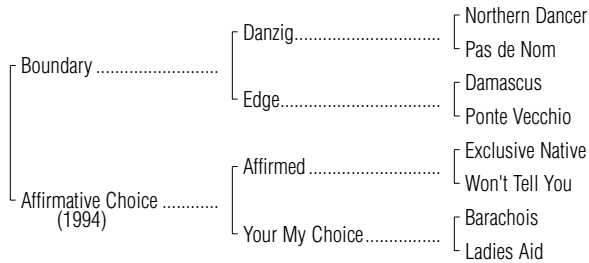 Northern Dancer
Danzig........................................
Pas de Nom
Boundary ..........................
Damascus
Edge...........................................
Ponte Vecchio
Exclusive Native
Affirmed .....................................
Won't Tell You
Affirmative Choice ............
(1994)
Barachois
Your My Choice................
Ladies Aid